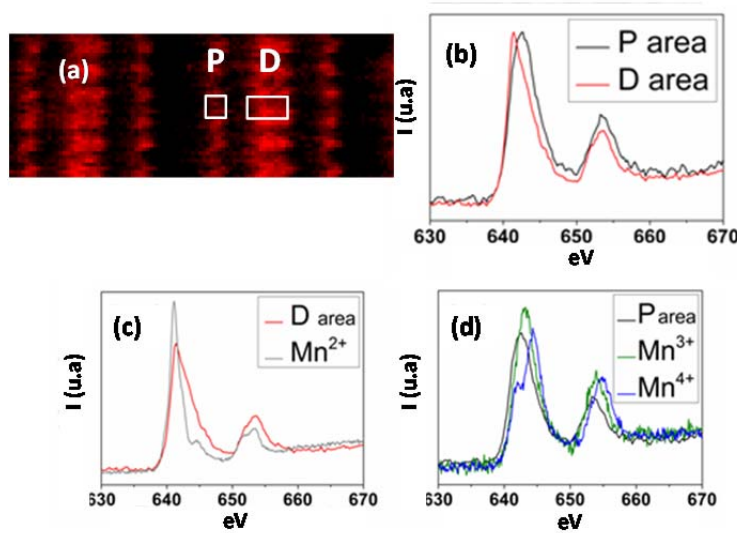 (a)
P
D
(b)
P area
D area
I (u.a)
630 640 650 660 670
eV
(c)
D area
Mn2+
I (u.a)
630 640 650 660 670
eV
(d)
P area
Mn3+
Mn4+
I (u.a)
630 640 650 660 670
eV